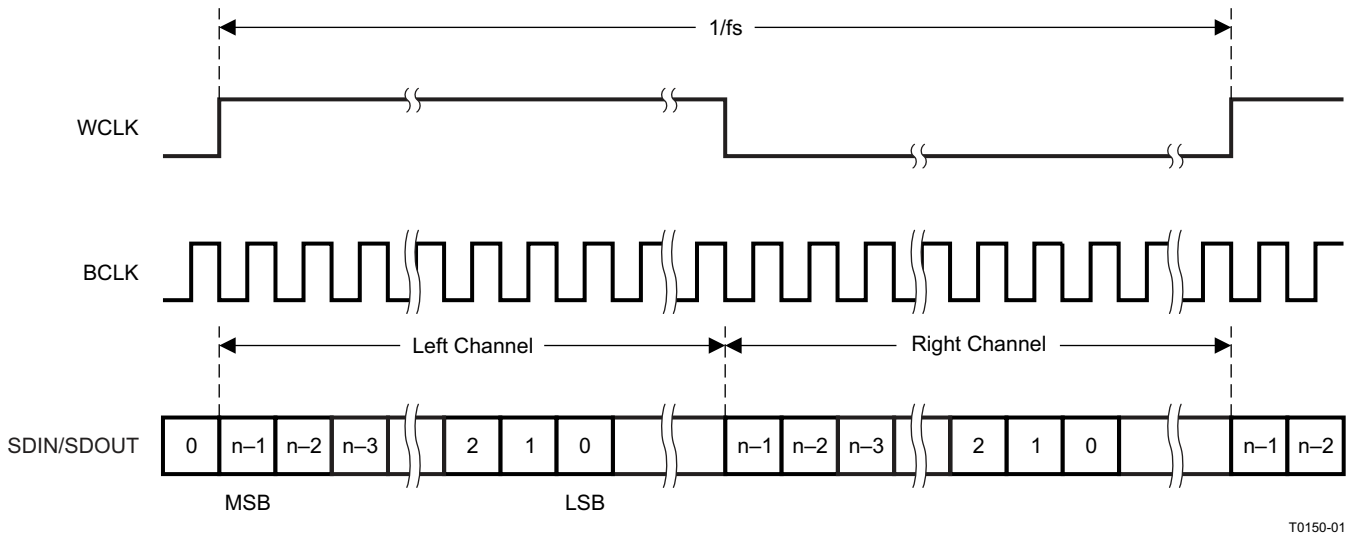 1/fs
WCLK
BCLK
Left Channel
Right Channel
SDIN/SDOUT 0 n–1 n–2 n–3 2 1 0 n–1 n–2 n–3 2 1 0 n–1 n–2
MSB LSB
T0150-01